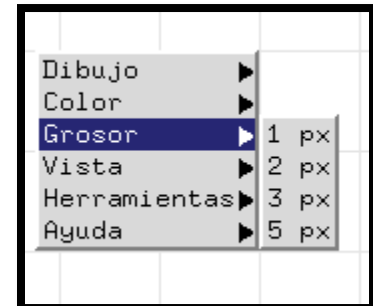 Dibujo
Color
Grosor
Vista
Herramientas
Ayuda
1 px
2 px
3 px
5 px